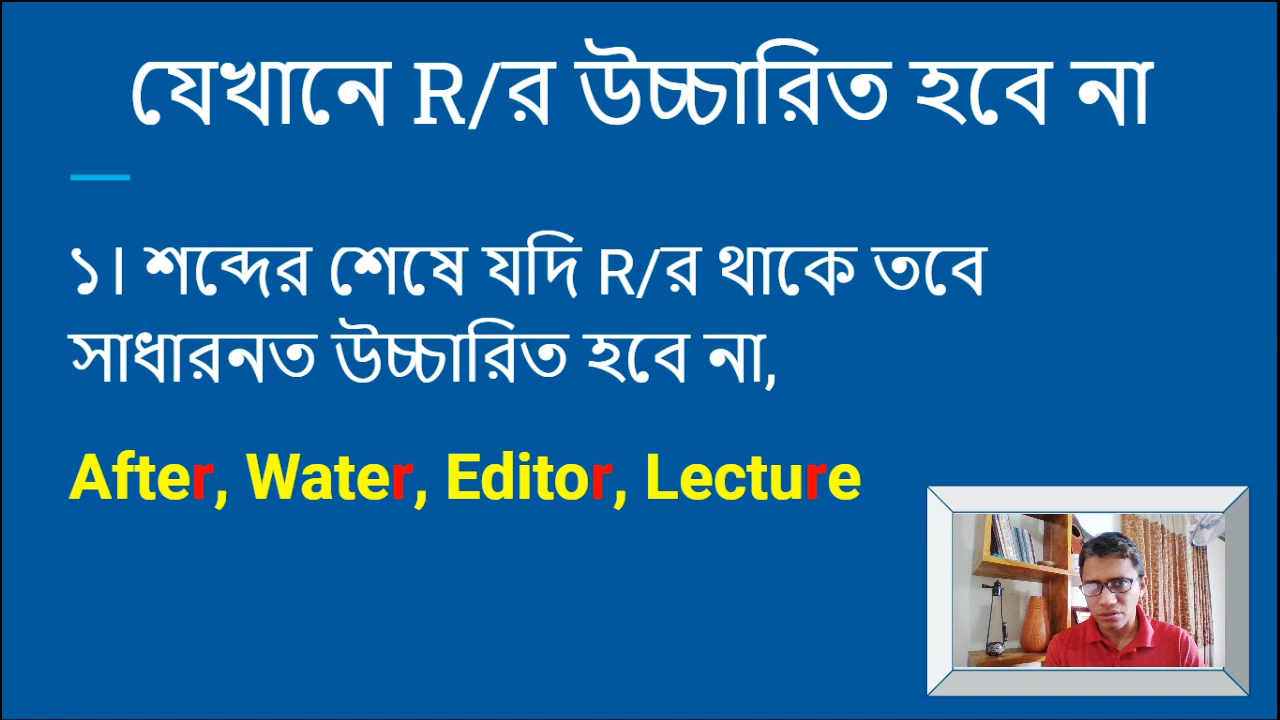 যেখানে R/র উচ্চারিত হবে না
১। শব্দের শেষে যদি R/র থাকে তবে
সাধারনত উচ্চারিত হবে না,
After, Water, Editor, Lecture